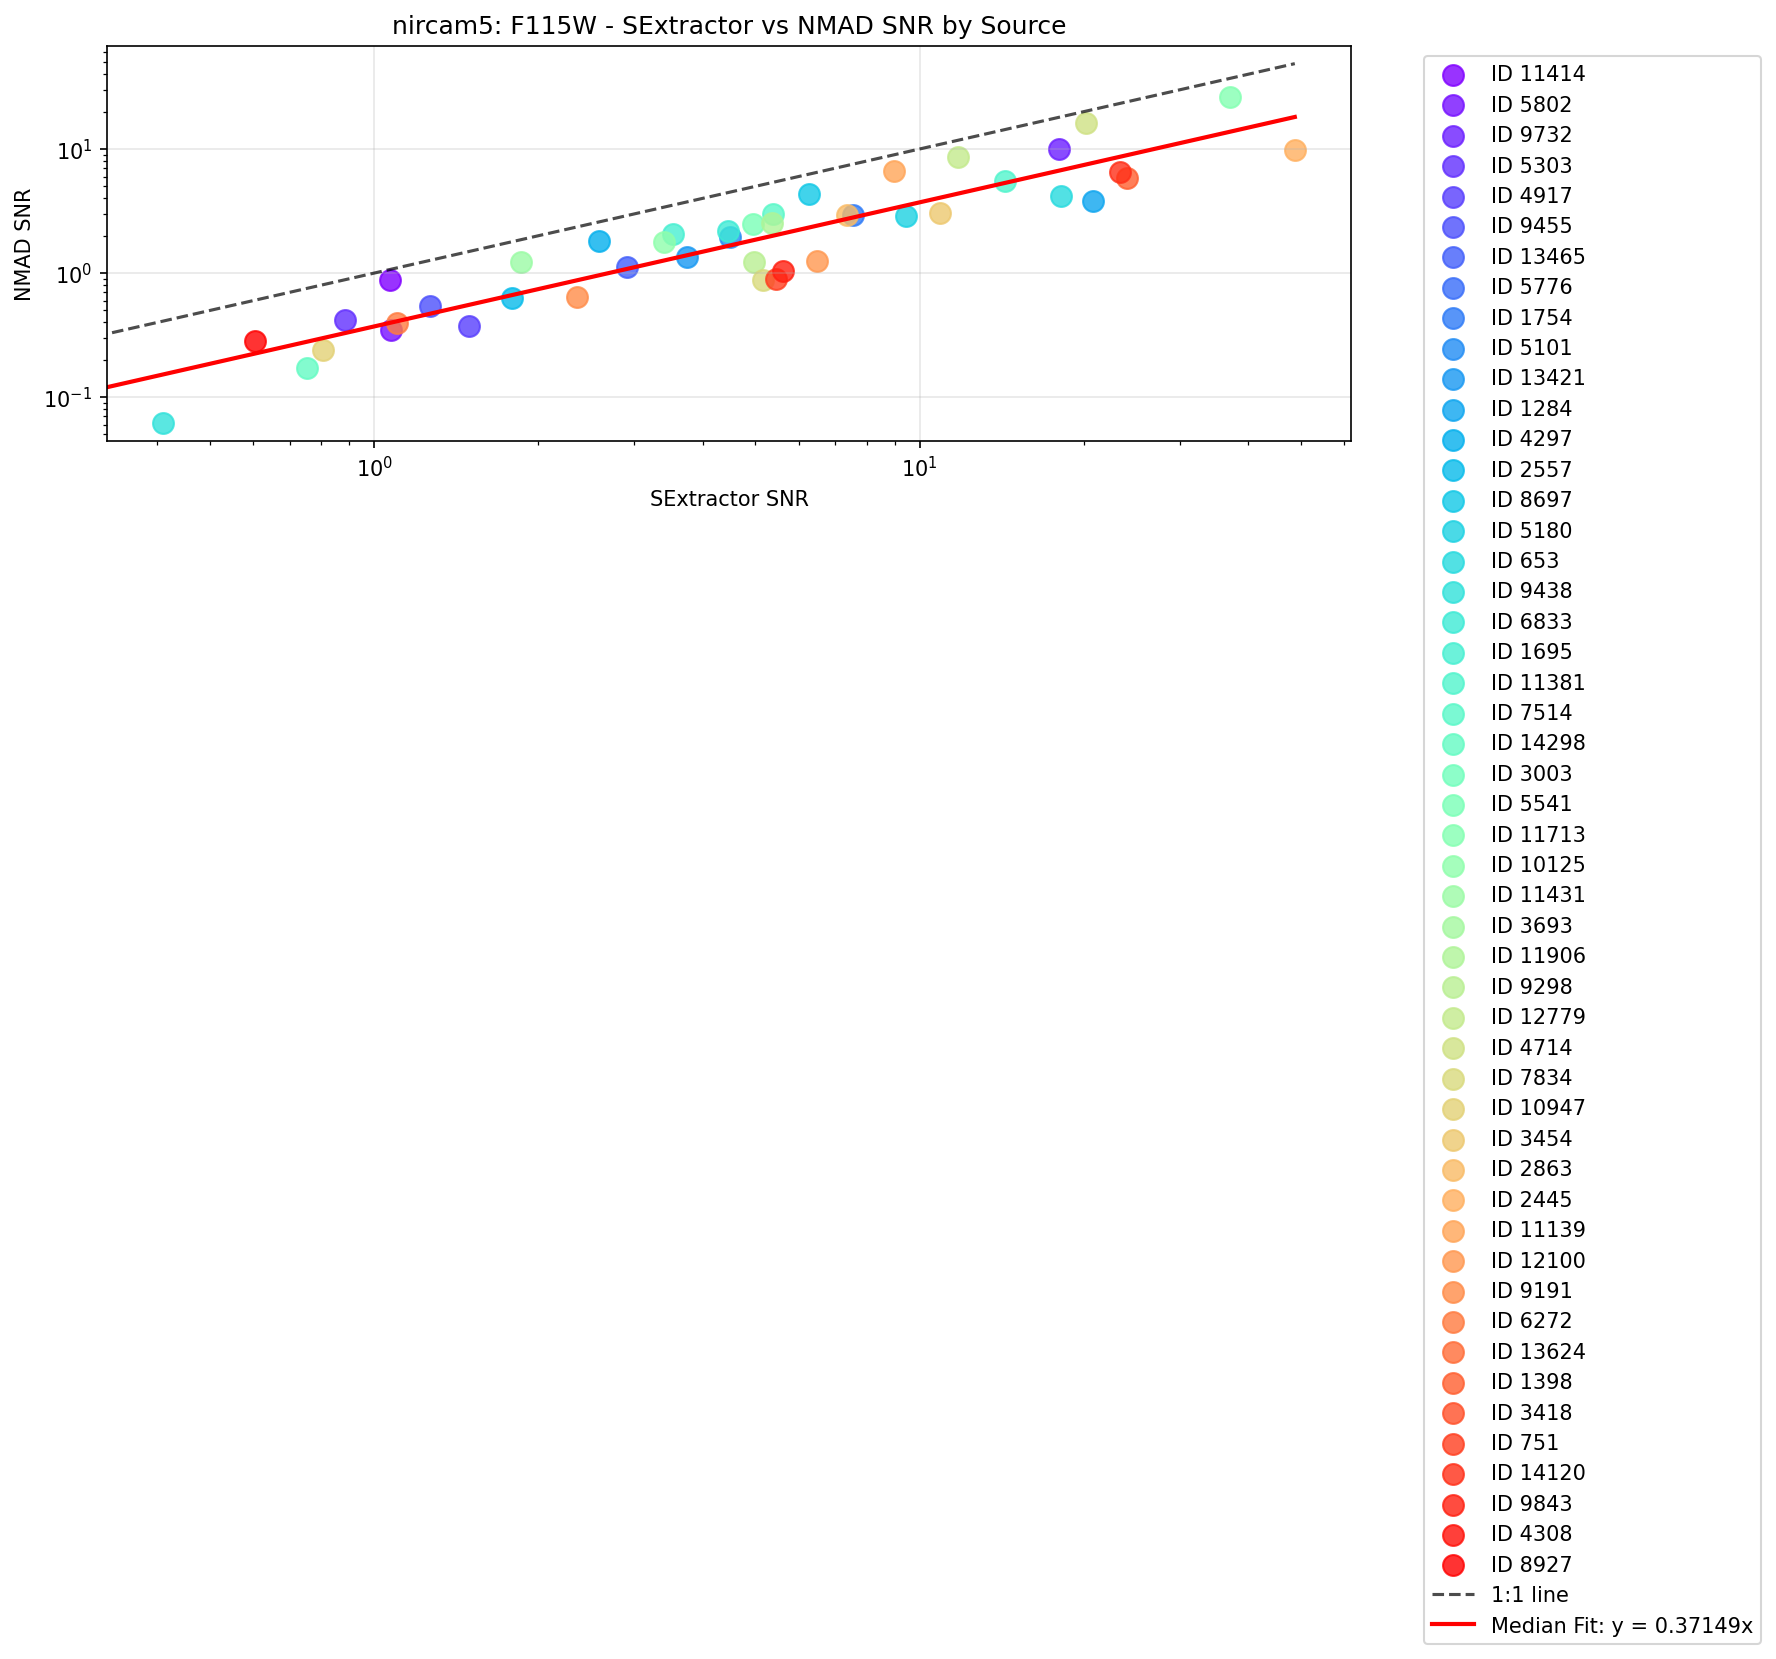 nircam5: F115W - SExtractor vs NMAD SNR by Source
NMAD SNR
10¹
10⁰
10⁻¹
10⁰
10¹
SExtractor SNR
ID 11414
ID 5802
ID 9732
ID 5303
ID 4917
ID 9455
ID 13465
ID 5776
ID 1754
ID 5101
ID 13421
ID 1284
ID 4297
ID 2557
ID 8697
ID 5180
ID 653
ID 9438
ID 6833
ID 1695
ID 11381
ID 7514
ID 14298
ID 3003
ID 5541
ID 11713
ID 10125
ID 11431
ID 3693
ID 11906
ID 9298
ID 12779
ID 4714
ID 7834
ID 10947
ID 3454
ID 2863
ID 2445
ID 11139
ID 12100
ID 9191
ID 6272
ID 13624
ID 1398
ID 3418
ID 751
ID 14120
ID 9843
ID 4308
ID 8927
1:1 line
Median Fit: y = 0.37149x